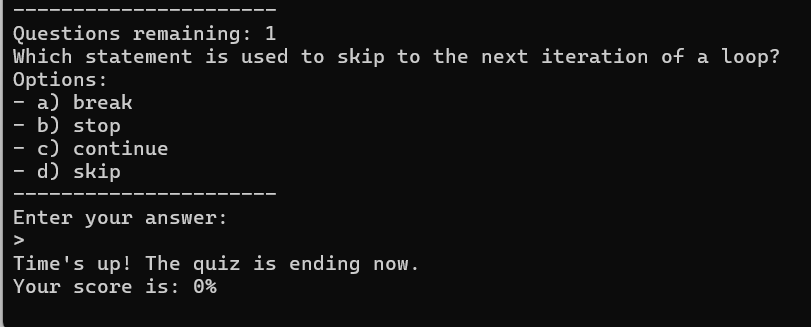 ----------------------
Questions remaining: 1
Which statement is used to skip to the next iteration of a loop?
Options:
- a) break
- b) stop
- c) continue
- d) skip
----------------------
Enter your answer:
>
Time's up! The quiz is ending now.
Your score is: 0%